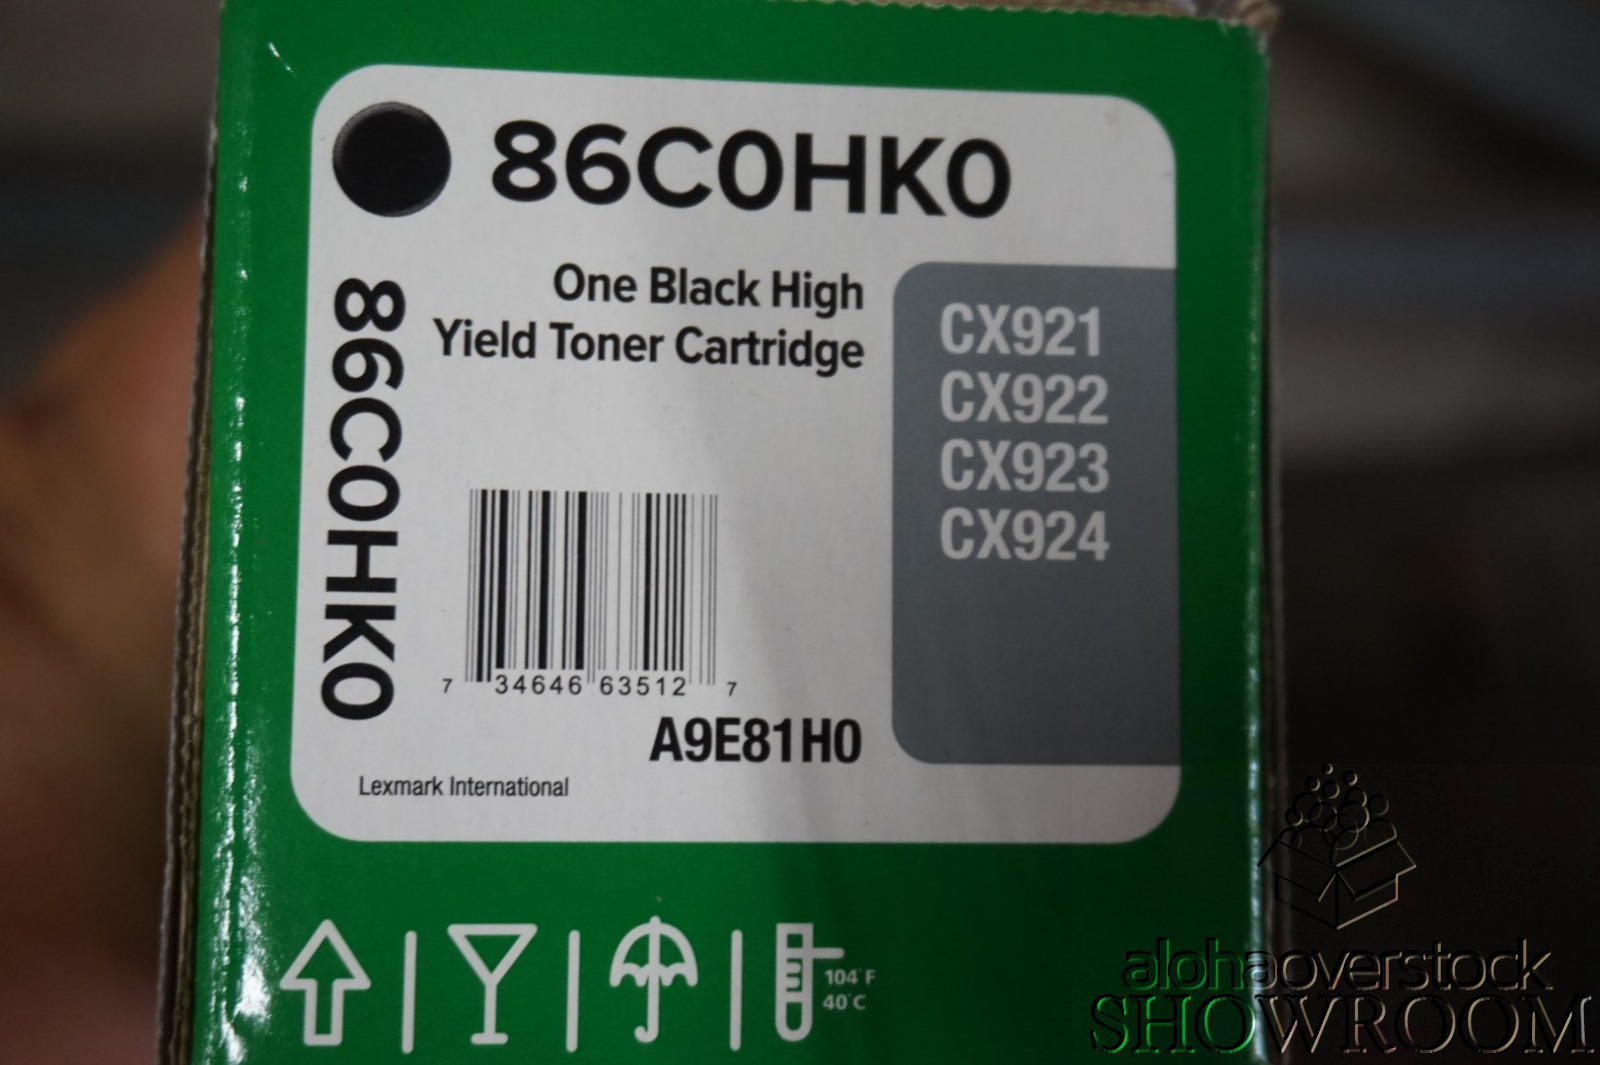 86C0HK0
86C0HK0
One Black High
Yield Toner Cartridge
CX921
CX922
CX923
CX924
7 34646 63512 7
A9E81H0
Lexmark International
104°F
40°C
alohaoverstock
SHOWROOM